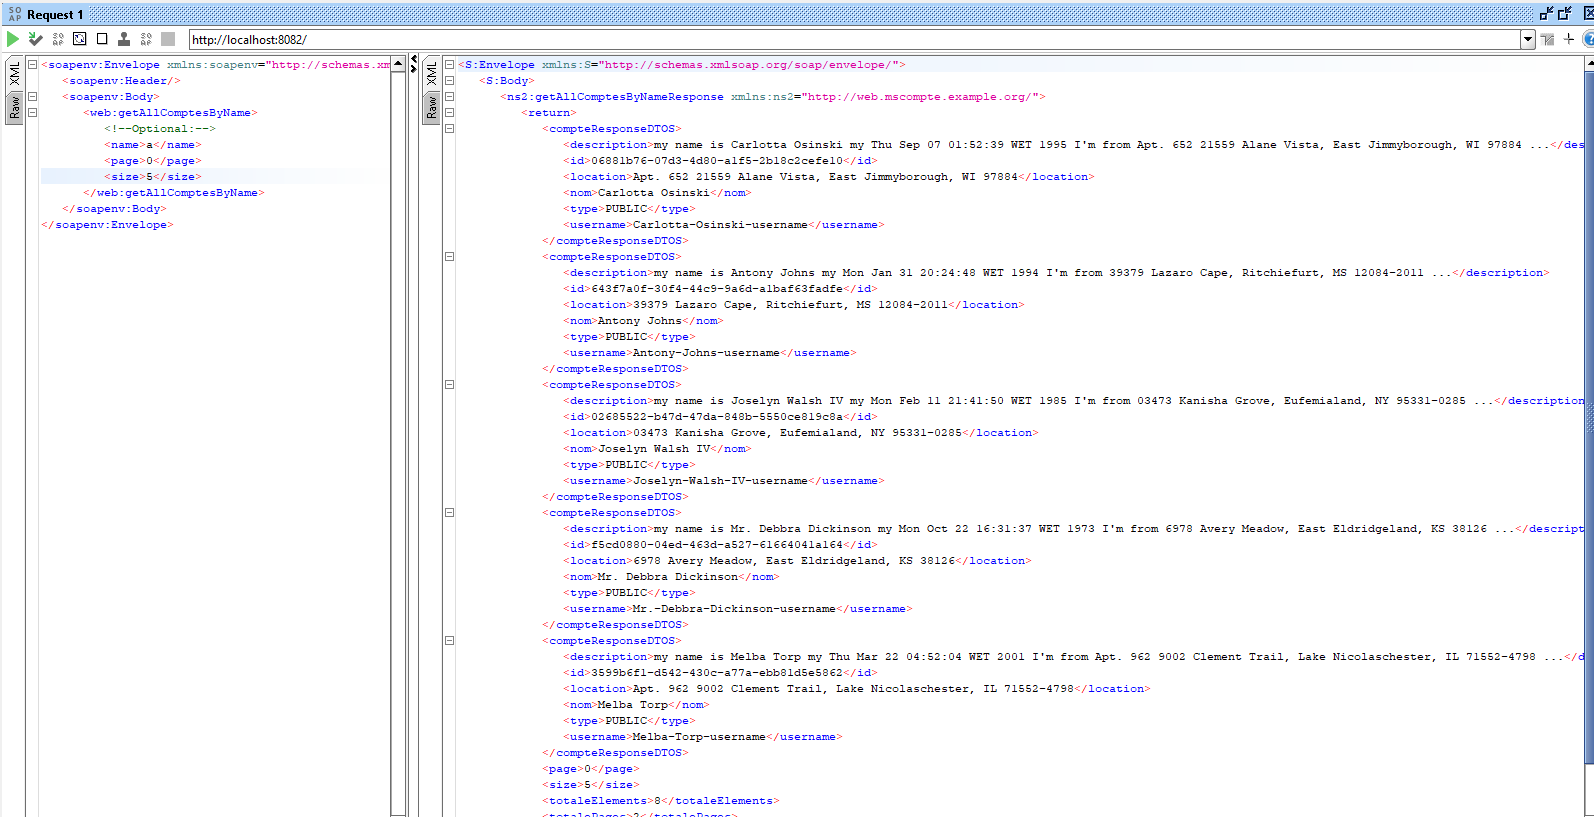 Request 1
http://localhost:8082/
XML
Raw
<soapenv:Envelope xmlns:soapenv="http://schemas.xm
<soapenv:Header/>
<soapenv:Body>
<web:getAllComptesByName>
<!--Optional:-->
<name>a</name>
<page>0</page>
<size>5</size>
</web:getAllComptesByName>
</soapenv:Body>
</soapenv:Envelope>
XML
Raw
<S:Envelope xmlns:S="http://schemas.xmlsoap.org/soap/envelope/">
<S:Body>
<ns2:getAllComptesByNameResponse xmlns:ns2="http://web.mscompte.example.org/">
<return>
<compteResponseDTOS>
<description>my name is Carlotta Osinski my Thu Sep 07 01:52:39 WET 1995 I'm from Apt. 652 21559 Alane Vista, East Jimmyborough, WI 97884 ...</des
<id>06881b76-07d3-4d80-a1f5-2b18c2cefe10</id>
<location>Apt. 652 21559 Alane Vista, East Jimmyborough, WI 97884</location>
<nom>Carlotta Osinski</nom>
<type>PUBLIC</type>
<username>Carlotta-Osinski-username</username>
</compteResponseDTOS>
<compteResponseDTOS>
<description>my name is Antony Johns my Mon Jan 31 20:24:48 WET 1994 I'm from 39379 Lazaro Cape, Ritchiefurt, MS 12084-2011 ...</description>
<id>643f7a0f-30f4-44c9-9a6d-a1baf63fadfe</id>
<location>39379 Lazaro Cape, Ritchiefurt, MS 12084-2011</location>
<nom>Antony Johns</nom>
<type>PUBLIC</type>
<username>Antony-Johns-username</username>
</compteResponseDTOS>
<compteResponseDTOS>
<description>my name is Joselyn Walsh IV my Mon Feb 11 21:41:50 WET 1985 I'm from 03473 Kanisha Grove, Eufemialand, NY 95331-0285 ...</description
<id>02685522-b47d-47da-848b-5550ce819c8a</id>
<location>03473 Kanisha Grove, Eufemialand, NY 95331-0285</location>
<nom>Joselyn Walsh IV</nom>
<type>PUBLIC</type>
<username>Joselyn-Walsh-IV-username</username>
</compteResponseDTOS>
<compteResponseDTOS>
<description>my name is Mr. Debbra Dickinson my Mon Oct 22 16:31:37 WET 1973 I'm from 6978 Avery Meadow, East Eldridgeland, KS 38126 ...</descript
<id>f5cd0880-04ed-463d-a527-61664041a164</id>
<location>6978 Avery Meadow, East Eldridgeland, KS 38126</location>
<nom>Mr. Debbra Dickinson</nom>
<type>PUBLIC</type>
<username>Mr.-Debbra-Dickinson-username</username>
</compteResponseDTOS>
<compteResponseDTOS>
<description>my name is Melba Torp my Thu Mar 22 04:52:04 WET 2001 I'm from Apt. 962 9002 Clement Trail, Lake Nicolaschester, IL 71552-4798 ...</d
<id>3599b6f1-d542-430c-a77a-ebb81d5e5862</id>
<location>Apt. 962 9002 Clement Trail, Lake Nicolaschester, IL 71552-4798</location>
<nom>Melba Torp</nom>
<type>PUBLIC</type>
<username>Melba-Torp-username</username>
</compteResponseDTOS>
<page>0</page>
<size>5</size>
<totaleElements>8</totaleElements>
<totalePages>2</totalePages>